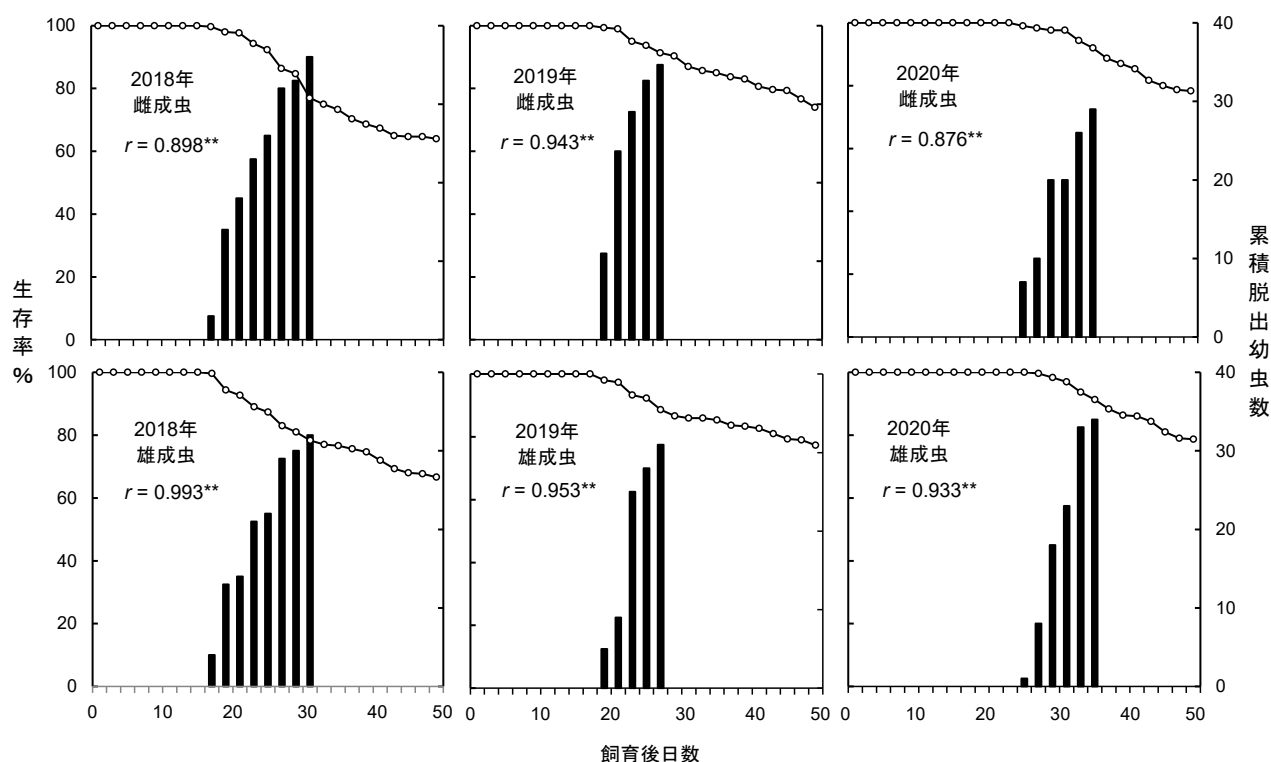 100
80
60
40
20
0
2018年
雌成虫
r = 0.898**
2019年
雌成虫
r = 0.943**
2020年
雌成虫
r = 0.876**
40
30
20
10
0
生存率%
累積脱出幼虫数
100
80
60
40
20
0
2018年
雄成虫
r = 0.993**
2019年
雄成虫
r = 0.953**
2020年
雄成虫
r = 0.933**
40
30
20
10
0
0 10 20 30 40 50
0 10 20 30 40 50
0 10 20 30 40 50
飼育後日数